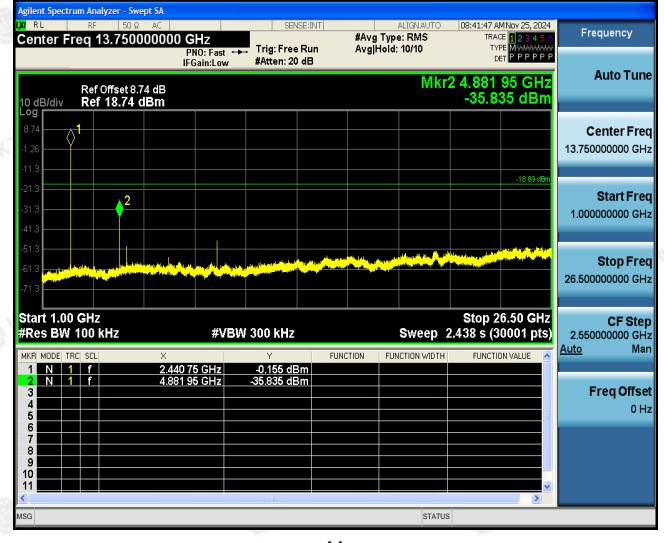 Agilent Spectrum Analyzer - Swept SA
LXI RL RF 50 Ω AC SENSE:INT ALIGN AUTO 08:41:47 AM Nov 25, 2024
Center Freq 13.750000000 GHz
PNO: Fast
IFGain:Low
Trig: Free Run
#Atten: 20 dB
#Avg Type: RMS
Avg|Hold: 10/10
TRACE 1 2 3 4 5 6
TYPE M W W W W W
DET P P P P P P
Frequency
Auto Tune
Center Freq
13.750000000 GHz
Start Freq
1.000000000 GHz
Stop Freq
26.500000000 GHz
CF Step
2.550000000 GHz
Auto Man
Freq Offset
0 Hz
Mkr2 4.881 95 GHz
-35.835 dBm
Ref Offset 8.74 dB
10 dB/div Ref 18.74 dBm
Log
8.74
-1.26
-11.3
-21.3
-31.3
-41.3
-51.3
-61.3
-71.3
1
2
-18.89 dBm
Start 1.00 GHz Stop 26.50 GHz
#Res BW 100 kHz #VBW 300 kHz Sweep 2.438 s (30001 pts)
MKR MODE TRC SCL X Y FUNCTION FUNCTION WIDTH FUNCTION VALUE
1 N 1 f 2.440 75 GHz -0.155 dBm
2 N 1 f 4.881 95 GHz -35.835 dBm
3
4
5
6
7
8
9
10
11
MSG STATUS